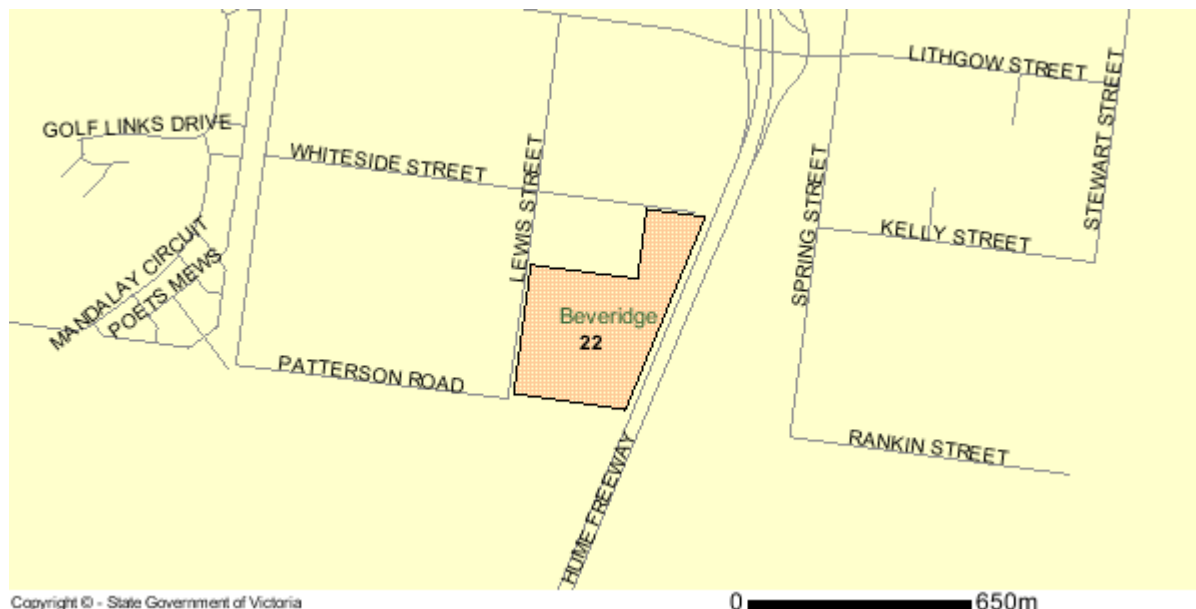 LITHGOW STREET
STEWART STREET
GOLF LINKS DRIVE
WHITESIDE STREET
LEWIS STREET
SPRING STREET
KELLY STREET
MANDALAY CIRCUIT
POETS MEWS
Beveridge
22
PATTERSON ROAD
RANKIN STREET
HUME FREEWAY
Copyright © - State Government of Victoria
0 650m